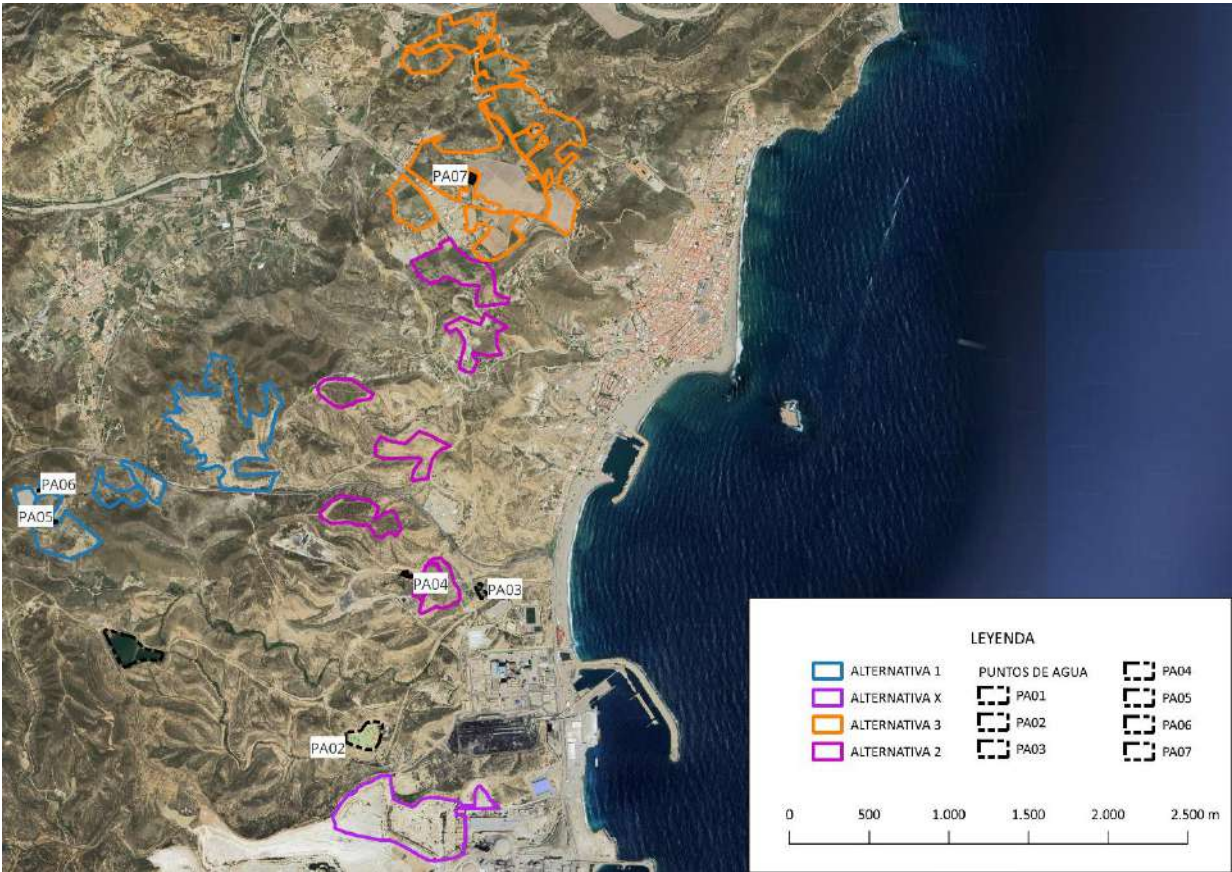 PA07
PA06
PA05
PA04
PA03
PA02
LEYENDA
ALTERNATIVA 1
ALTERNATIVA X
ALTERNATIVA 3
ALTERNATIVA 2
PUNTOS DE AGUA
PA01
PA02
PA03
PA04
PA05
PA06
PA07
0 500 1.000 1.500 2.000 2.500 m